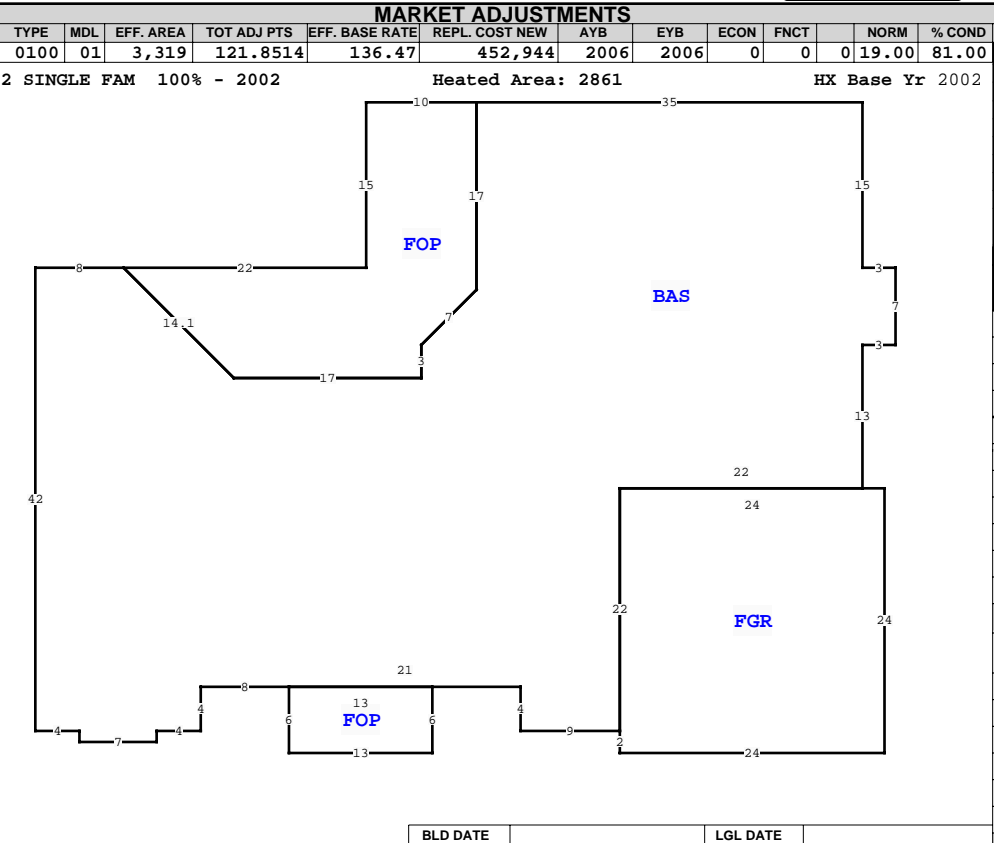 MARKET ADJUSTMENTS
TYPE MDL EFF. AREA TOT ADJ PTS EFF. BASE RATE REPL. COST NEW AYB EYB ECON FNCT NORM % COND
0100 01 3,319 121.8514 136.47 452,944 2006 2006 0 0 0 19.00 81.00
2 SINGLE FAM 100% - 2002 Heated Area: 2861 HX Base Yr 2002
10 35
15 17 15
FOP
8 22 3
BAS
7
14.1 7
3 3
17
13
22
42 24
22 24
FGR
21
8
13
4 6 FOP 6 4
4 4 9
7 2
13 24
BLD DATE LGL DATE